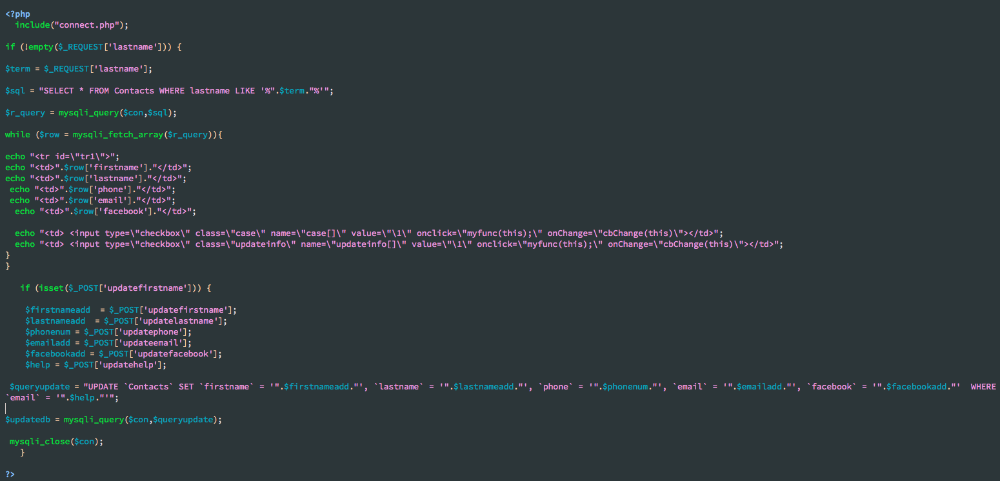 <?php
include("connect.php");
if (!empty($_REQUEST['lastname'])) {
$term = $_REQUEST['lastname'];
$sql = "SELECT * FROM Contacts WHERE lastname LIKE '%".$term."%'";
$r_query = mysqli_query($con,$sql);
while ($row = mysqli_fetch_array($r_query)){
echo "<tr id=\"tr1\">";
echo "<td>".$row['firstname']."</td>";
echo "<td>".$row['lastname']."</td>";
echo "<td>".$row['phone']."</td>";
echo "<td>".$row['email']."</td>";
echo "<td>".$row['facebook']."</td>";
echo "<td> <input type=\"checkbox\" class=\"case\" name=\"case[]\" value=\"\1\" onclick=\"myfunc(this);\" onChange=\"cbChange(this)\"></td>";
echo "<td> <input type=\"checkbox\" class=\"updateinfo\" name=\"updateinfo[]\" value=\"\1\" onclick=\"myfunc(this);\" onChange=\"cbChange(this)\"></td>";
}
}
if (isset($_POST['updatefirstname'])) {
$firstnameadd  = $_POST['updatefirstname'];
$lastnameadd  = $_POST['updatelastname'];
$phonenum = $_POST['updatephone'];
$emailadd = $_POST['updateemail'];
$facebookadd = $_POST['updatefacebook'];
$help = $_POST['updatehelp'];
$queryupdate = "UPDATE `Contacts` SET `firstname` = '".$firstnameadd."', `lastname` = '".$lastnameadd."', `phone` = '".$phonenum."', `email` = '".$emailadd."', `facebook` = '".$facebookadd."'  WHERE
`email` = '".$help."'";
$updatedb = mysqli_query($con,$queryupdate);
mysqli_close($con);
}
?>